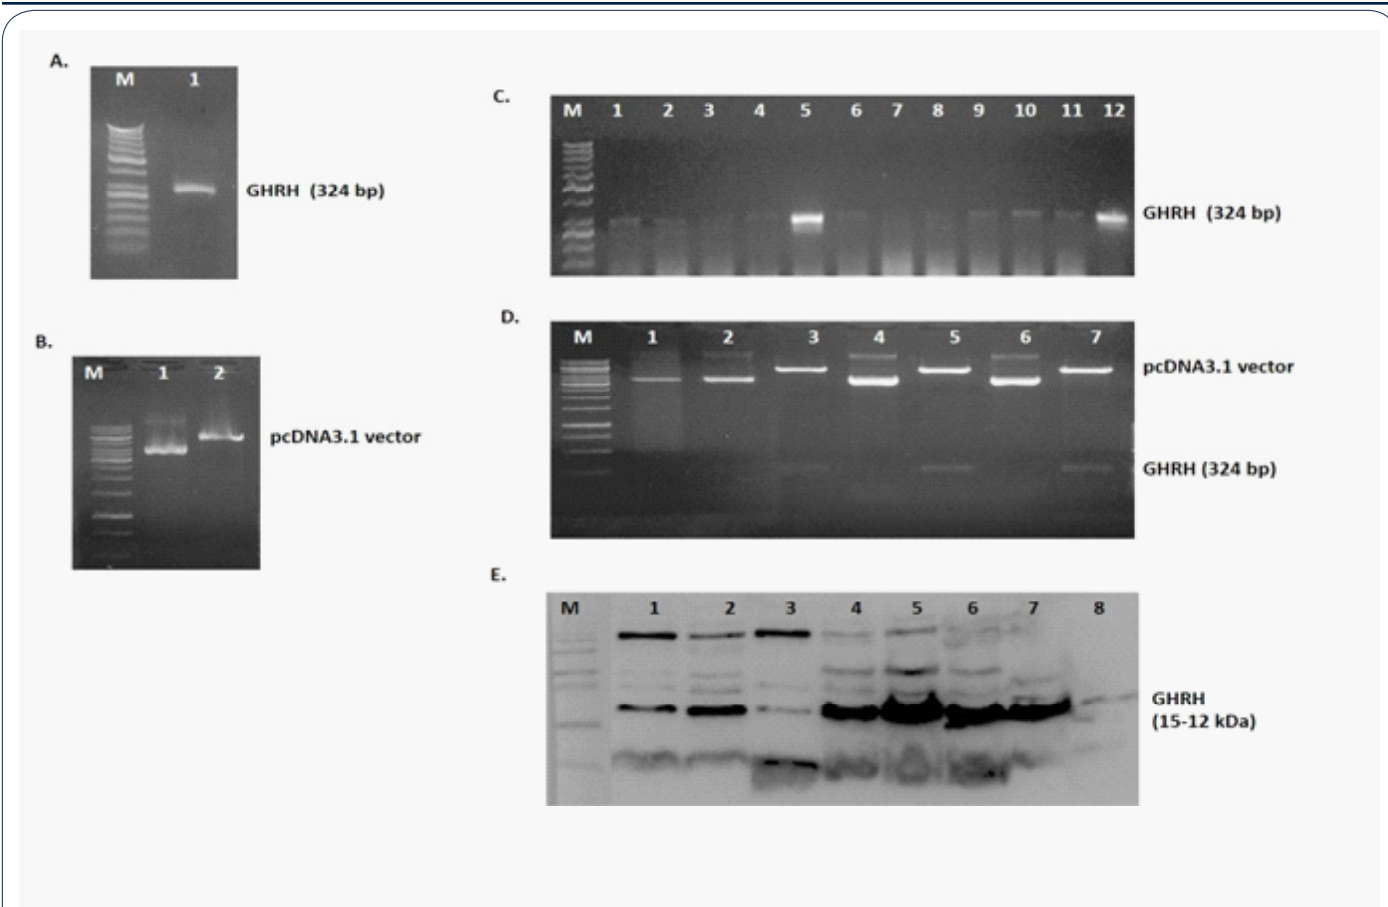 A.
M 1
GHRH (324 bp)
B.
M 1 2
pcDNA3.1 vector
C.
M 1 2 3 4 5 6 7 8 9 10 11 12
GHRH (324 bp)
D.
M 1 2 3 4 5 6 7
pcDNA3.1 vector
GHRH (324 bp)
E.
M 1 2 3 4 5 6 7 8
GHRH
(15-12 kDa)